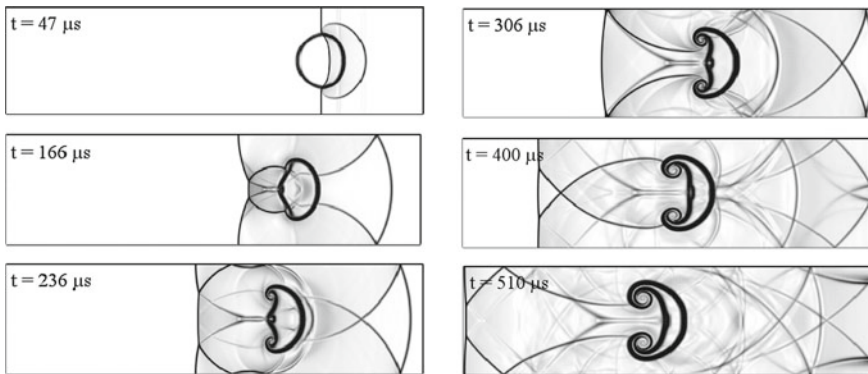 t = 47 μs
t = 166 μs
t = 236 μs
t = 306 μs
t = 400 μs
t = 510 μs